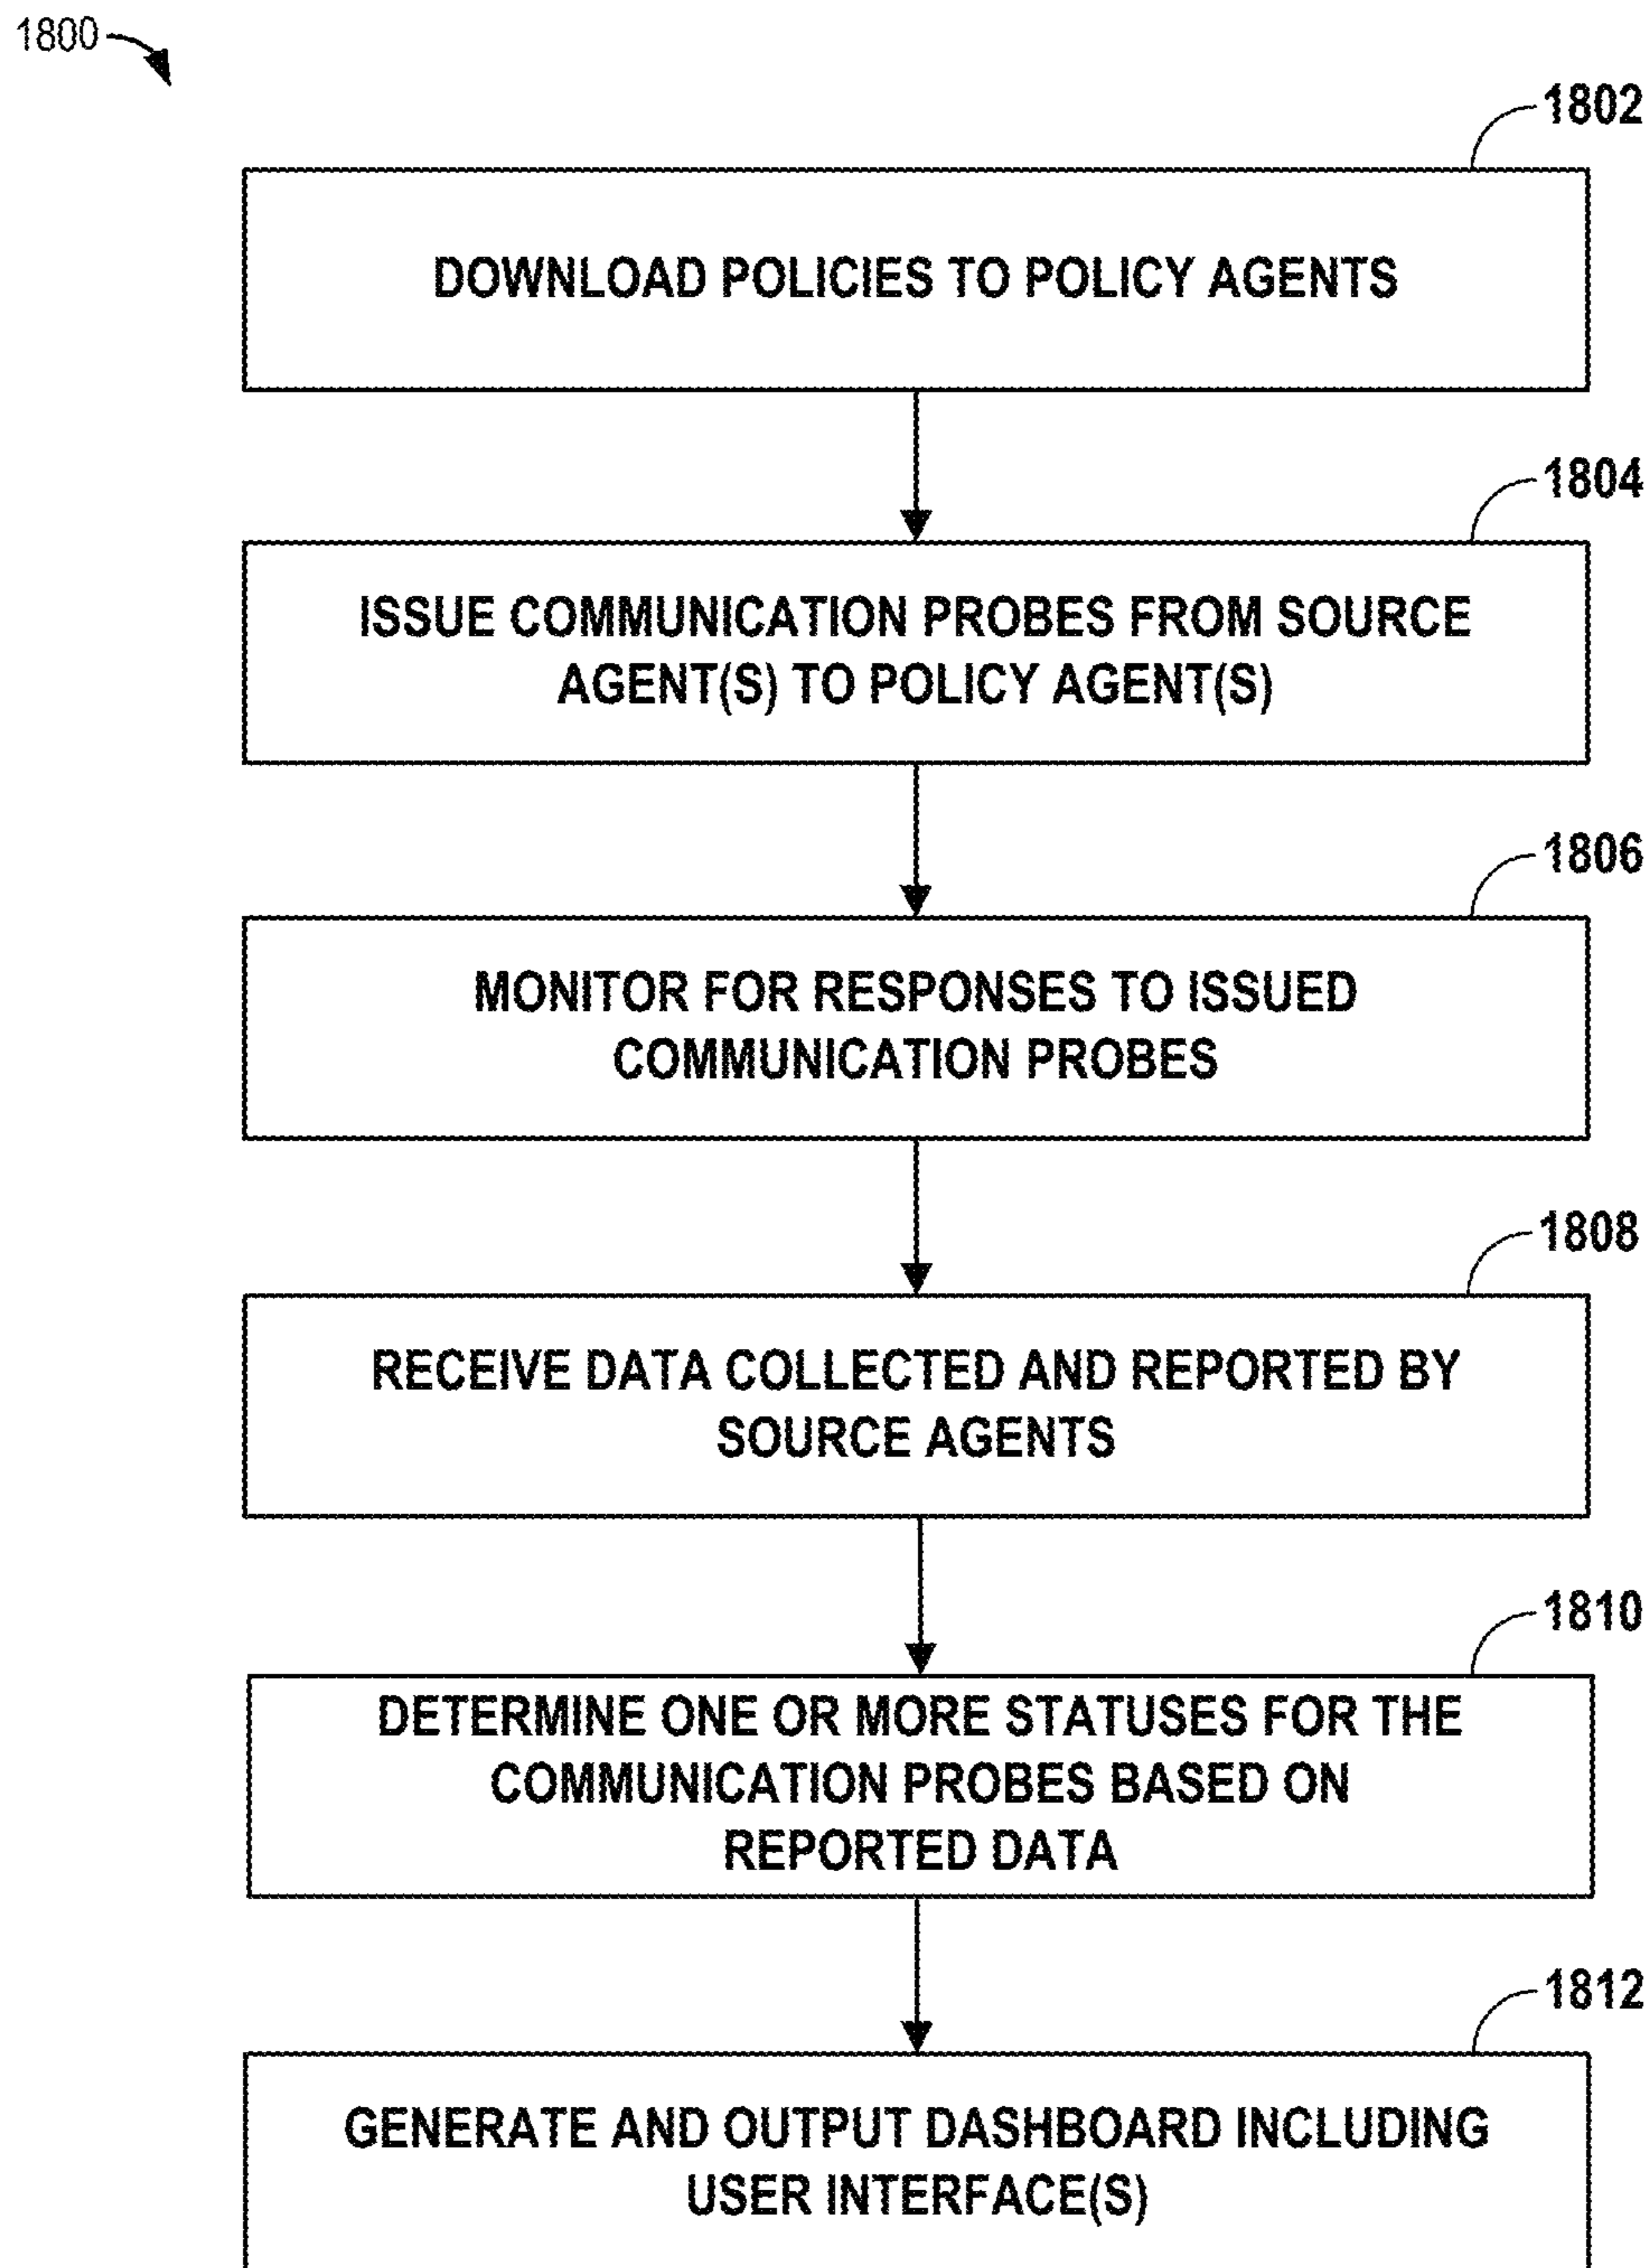 1800
1802
DOWNLOAD POLICIES TO POLICY AGENTS
1804
ISSUE COMMUNICATION PROBES FROM SOURCE
AGENT(S) TO POLICY AGENT(S)
1806
MONITOR FOR RESPONSES TO ISSUED
COMMUNICATION PROBES
1808
RECEIVE DATA COLLECTED AND REPORTED BY
SOURCE AGENTS
1810
DETERMINE ONE OR MORE STATUSES FOR THE
COMMUNICATION PROBES BASED ON
REPORTED DATA
1812
GENERATE AND OUTPUT DASHBOARD INCLUDING
USER INTERFACE(S)